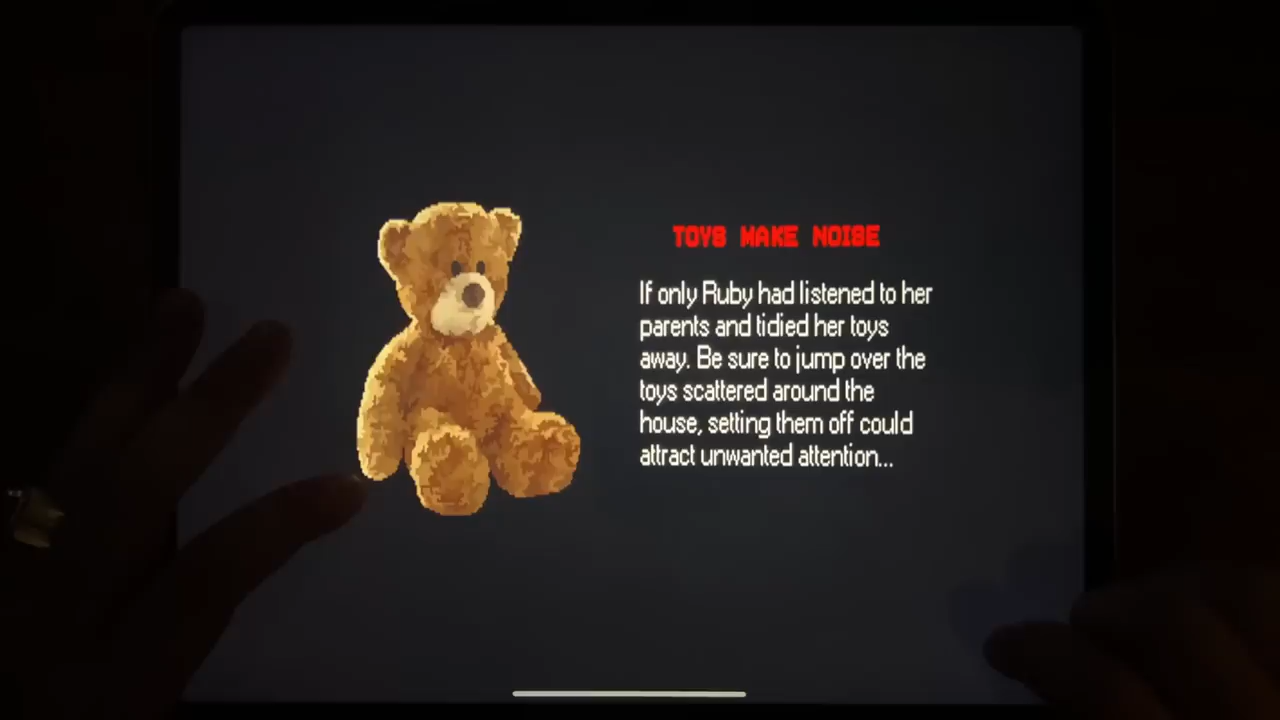 TOYS MAKE NOISE
If only Ruby had listened to her
parents and tidied her toys
away. Be sure to jump over the
toys scattered around the
house, setting them off could
attract unwanted attention...